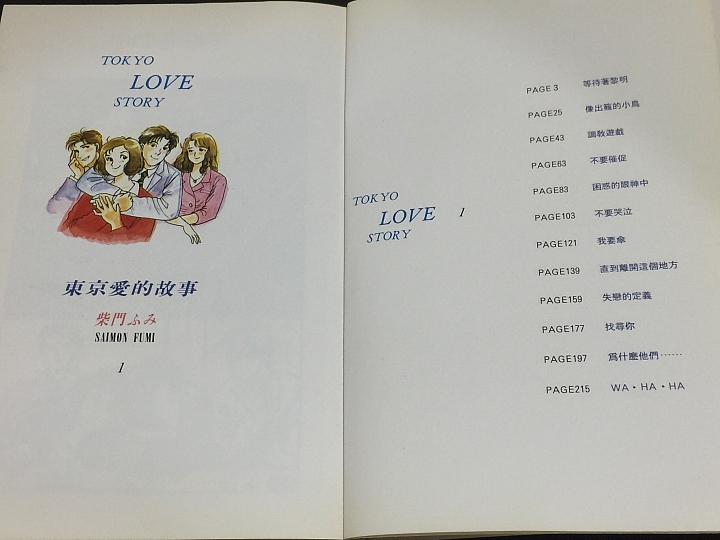 TOKYO
LOVE
STORY
東京愛的故事
柴門ふみ
SAIMON FUMI
1
TOKYO
LOVE 1
STORY
PAGE 3 等待著黎明
PAGE25 像出籠的小鳥
PAGE43 調教遊戲
PAGE63 不要催促
PAGE83 困惑的眼神中
PAGE103 不要哭泣
PAGE121 我要傘
PAGE139 直到離開這個地方
PAGE159 失戀的定義
PAGE177 找尋你
PAGE197 爲什麼他們……
PAGE215 WA・HA・HA